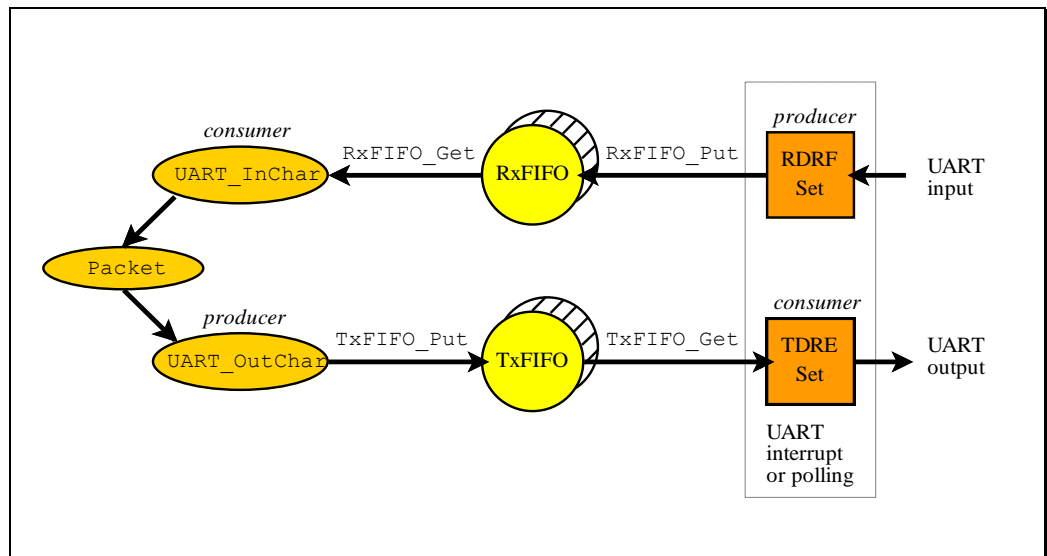 producer
consumer
RxFIFO_Get
RxFIFO_Put
RDRF
Set
UART
input
UART_InChar
RxFIFO
Packet
producer
consumer
TxFIFO_Put
TxFIFO_Get
TDRE
Set
UART
output
UART_OutChar
TxFIFO
UART
interrupt
or polling